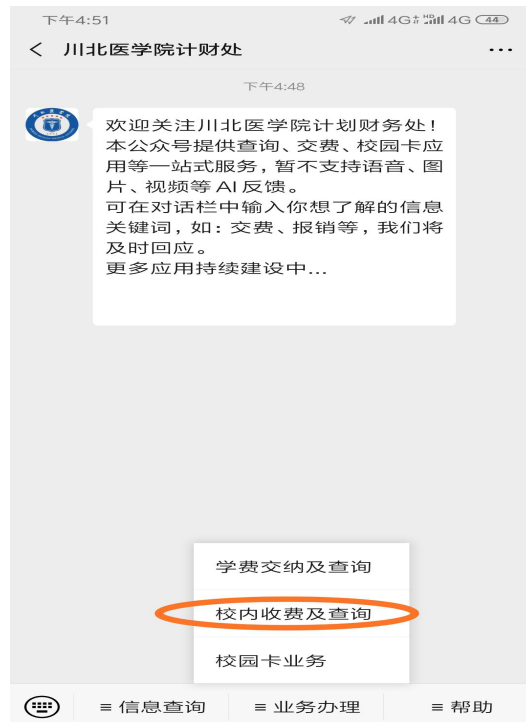 下午4:51 4G HD 4G 44
川北医学院计财处
下午4:48
欢迎关注川北医学院计划财务处！
本公众号提供查询、交费、校园卡应
用等一站式服务，暂不支持语音、图
片、视频等 AI 反馈。
可在对话栏中输入你想了解的信息
关键词，如：交费、报销等，我们将
及时回应。
更多应用持续建设中...
学费交纳及查询
校内收费及查询
校园卡业务
信息查询 业务办理 帮助